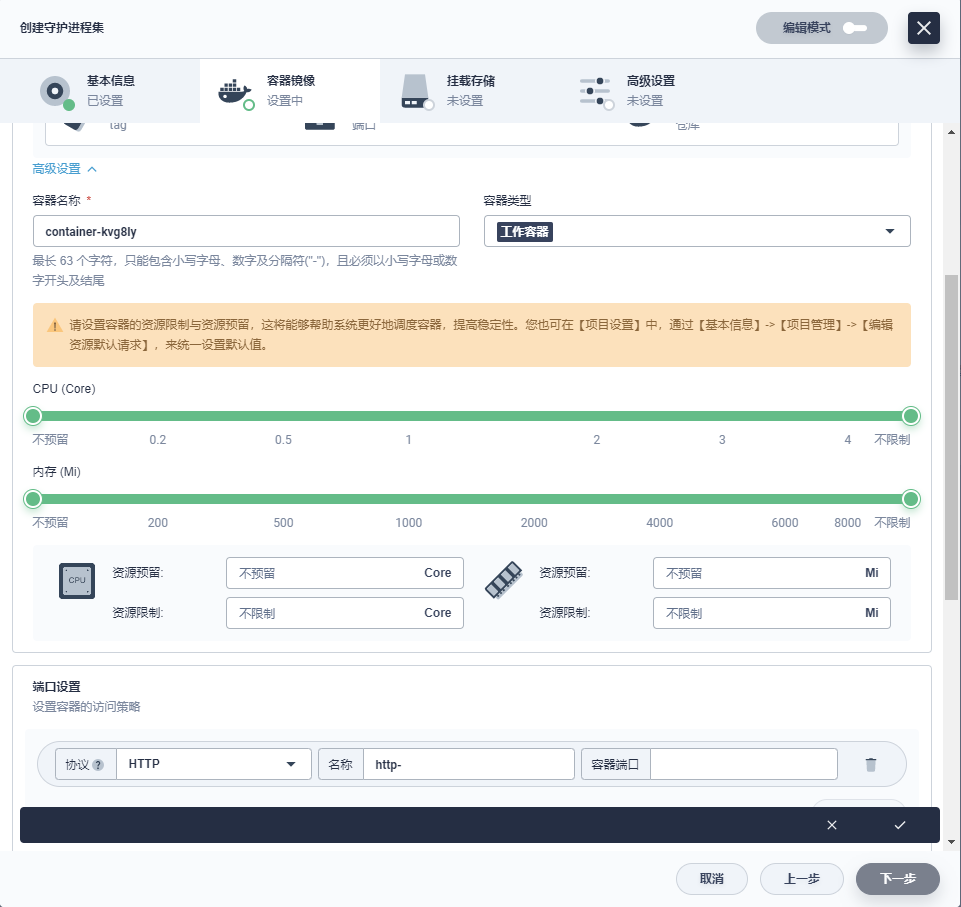 创建守护进程集
编辑模式
基本信息
已设置
容器镜像
设置中
挂载存储
未设置
高级设置
未设置
tag
端口
仓库
高级设置
容器名称 *
容器类型
container-kvg8ly
工作容器
最长 63 个字符，只能包含小写字母、数字及分隔符("-")，且必须以小写字母或数
字开头及结尾
请设置容器的资源限制与资源预留，这将能够帮助系统更好地调度容器，提高稳定性。您也可在【项目设置】中，通过【基本信息】->【项目管理】->【编辑
资源默认请求】，来统一设置默认值。
CPU (Core)
不预留 0.2 0.5 1 2 3 4 不限制
内存 (Mi)
不预留 200 500 1000 2000 4000 6000 8000 不限制
CPU
资源预留: 不预留 Core
资源预留: 不预留 Mi
资源限制: 不限制 Core
资源限制: 不限制 Mi
端口设置
设置容器的访问策略
协议 ? HTTP 名称 http- 容器端口
取消 上一步 下一步